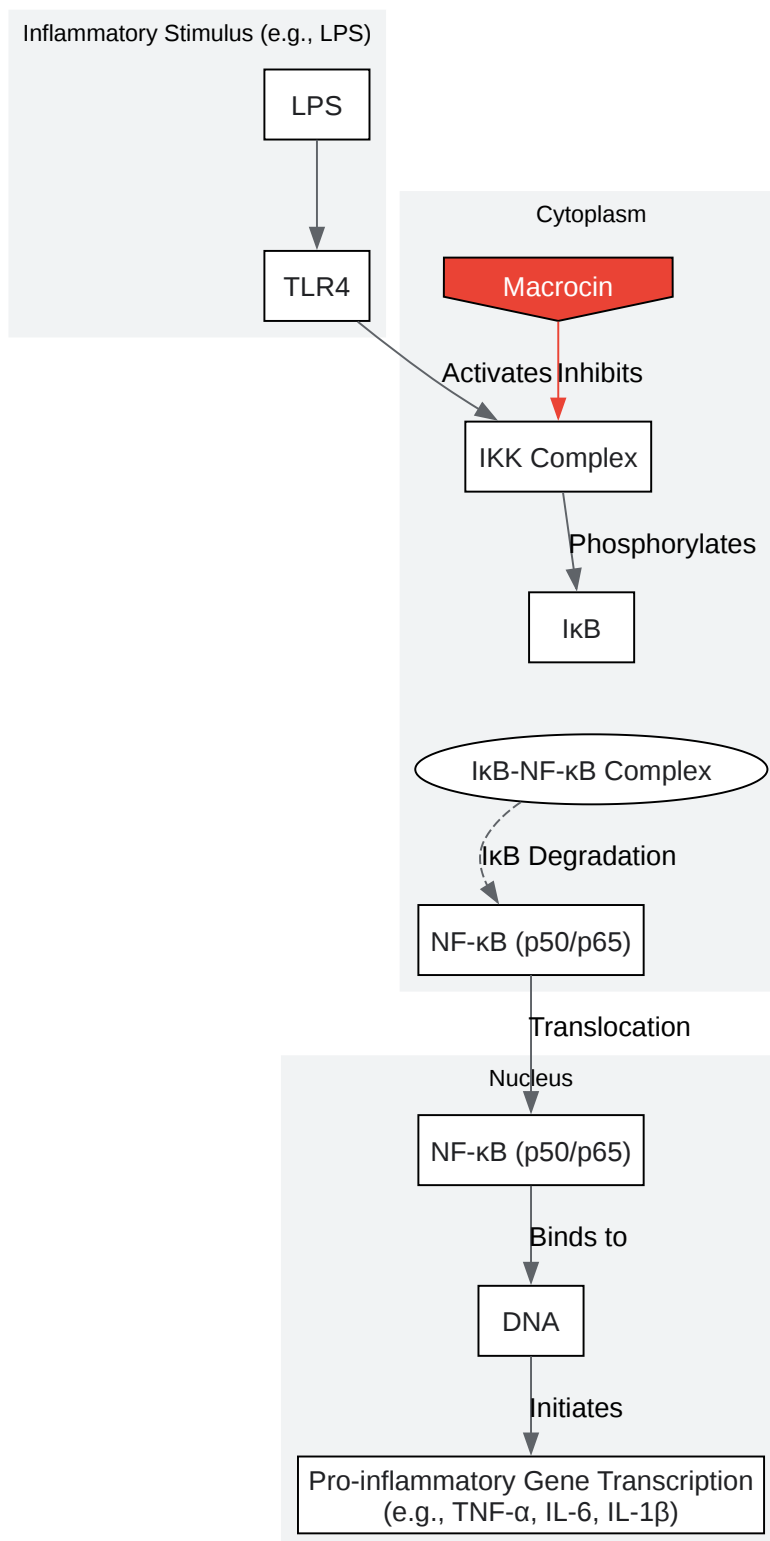 Inflammatory Stimulus (e.g., LPS)
LPS
TLR4
Cytoplasm
Macrocin
Activates
Inhibits
IKK Complex
Phosphorylates
IκB
IκB-NF-κB Complex
IκB Degradation
NF-κB (p50/p65)
Translocation
Nucleus
NF-κB (p50/p65)
Binds to
DNA
Initiates
Pro-inflammatory Gene Transcription
(e.g., TNF-α, IL-6, IL-1β)